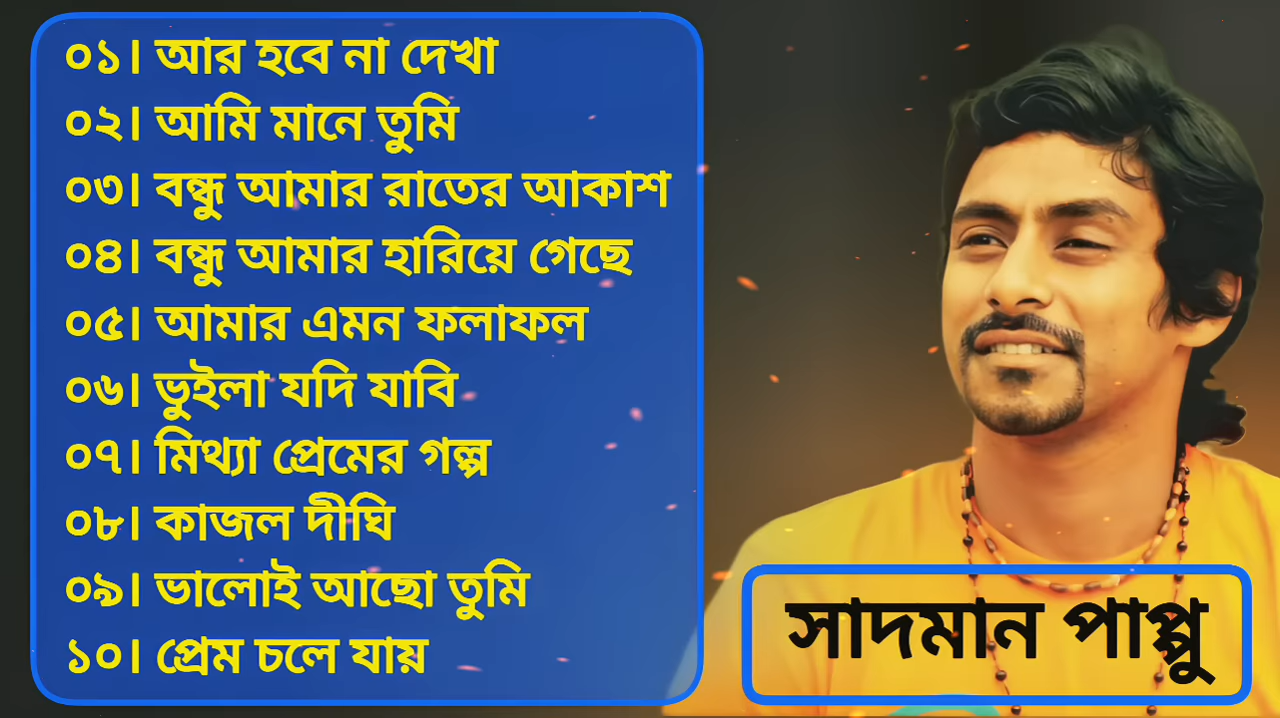 ০১। আর হবে না দেখা
০২। আমি মানে তুমি
০৩। বন্ধু আমার রাতের আকাশ
০৪। বন্ধু আমার হারিয়ে গেছে
০৫। আমার এমন ফলাফল
০৬। ভুইলা যদি যাবি
০৭। মিথ্যা প্রেমের গল্প
০৮। কাজল দীঘি
০৯। ভালোই আছো তুমি
১০। প্রেম চলে যায়
সাদমান পাপ্পু